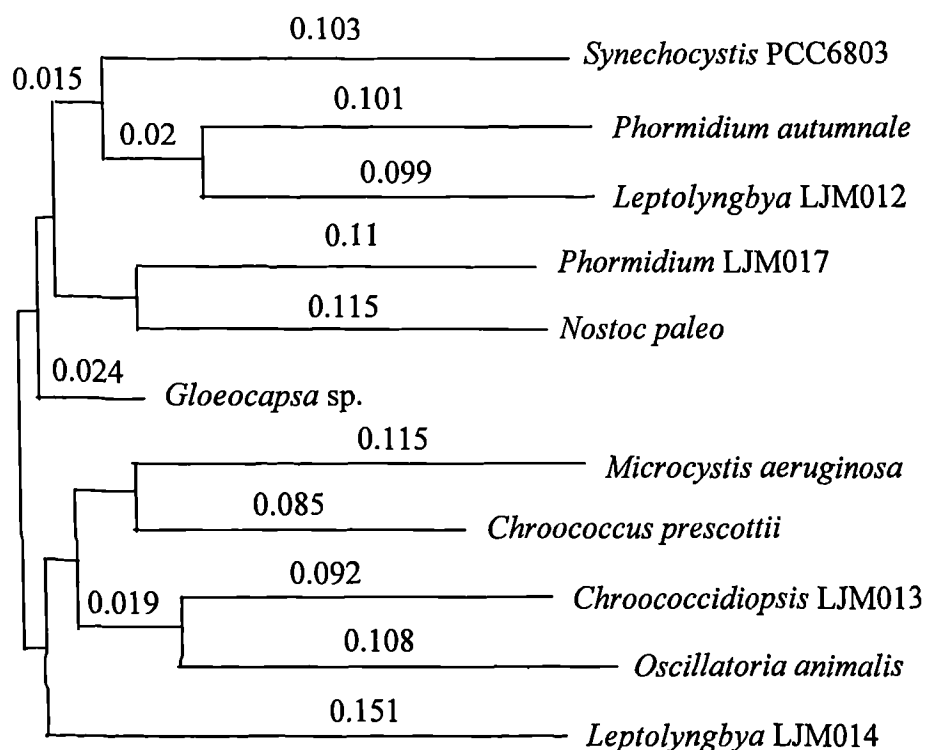 0.103
Synechocystis PCC6803
0.015
0.101
Phormidium autumnale
0.02
0.099
Leptolyngbya LJM012
0.11
Phormidium LJM017
0.115
Nostoc paleo
0.024
Gloeocapsa sp.
0.115
Microcystis aeruginosa
0.085
Chroococcus prescottii
0.092
Chroococcidiopsis LJM013
0.019
0.108
Oscillatoria animalis
0.151
Leptolyngbya LJM014